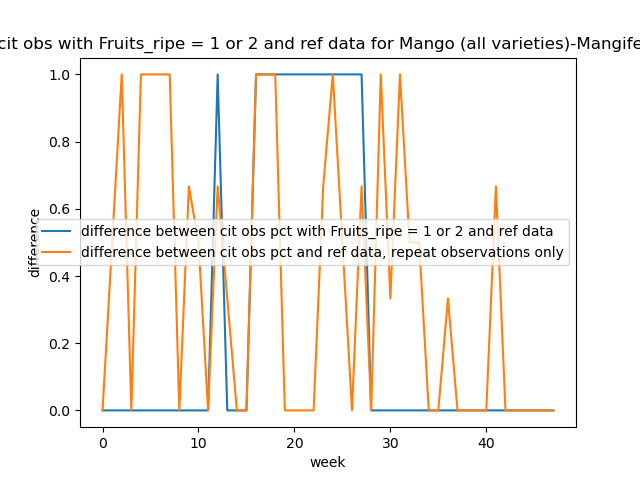 cit obs with Fruits_ripe = 1 or 2 and ref data for Mango (all varieties)-Mangife
1.0
0.8
0.6
0.4
0.2
0.0
difference
difference between cit obs pct with Fruits_ripe = 1 or 2 and ref data
difference between cit obs pct and ref data, repeat observations only
0 10 20 30 40
week